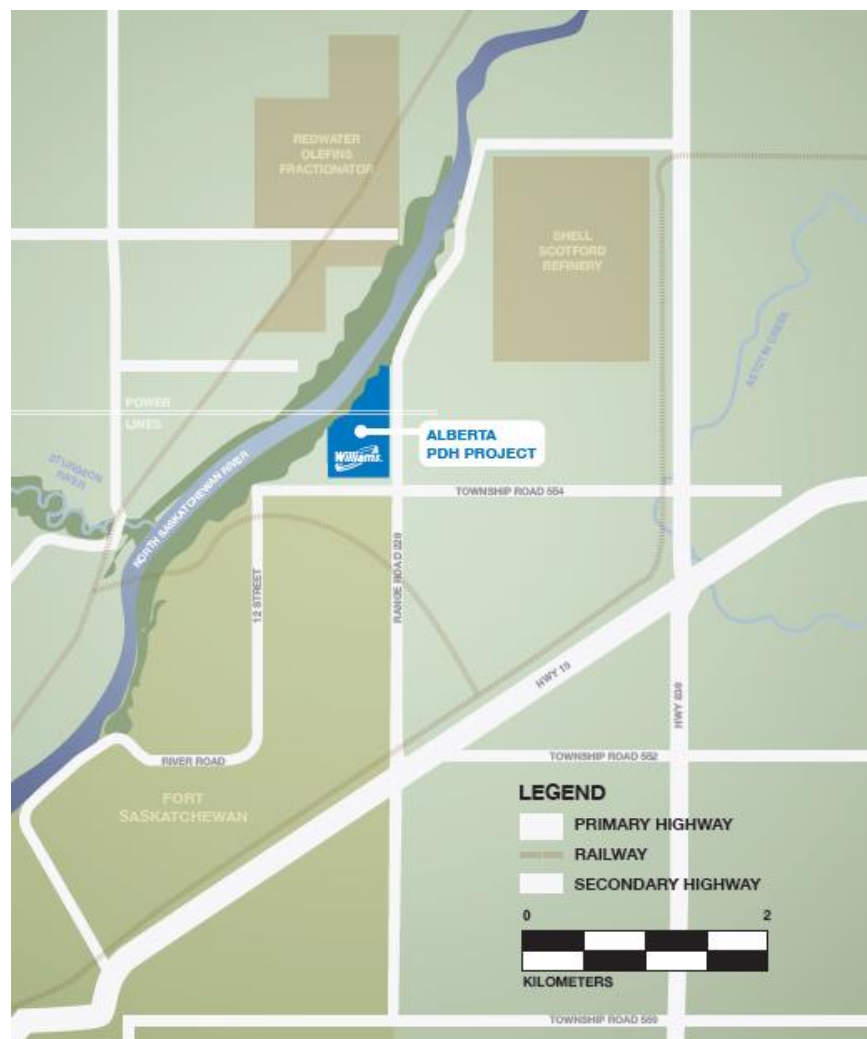 REDWATER
OLEFINS
FRACTIONATOR
SHELL
SCOTFORD
REFINERY
ASTOTIN CREEK
POWER
LINES
ALBERTA
PDH PROJECT
Williams
STURGEON
RIVER
NORTH SASKATCHEWAN RIVER
TOWNSHIP ROAD 554
12 STREET
RANGE ROAD 220
HWY 15
HWY 830
RIVER ROAD
TOWNSHIP ROAD 552
FORT
SASKATCHEWAN
LEGEND
PRIMARY HIGHWAY
RAILWAY
SECONDARY HIGHWAY
0 2
KILOMETERS
TOWNSHIP ROAD 550